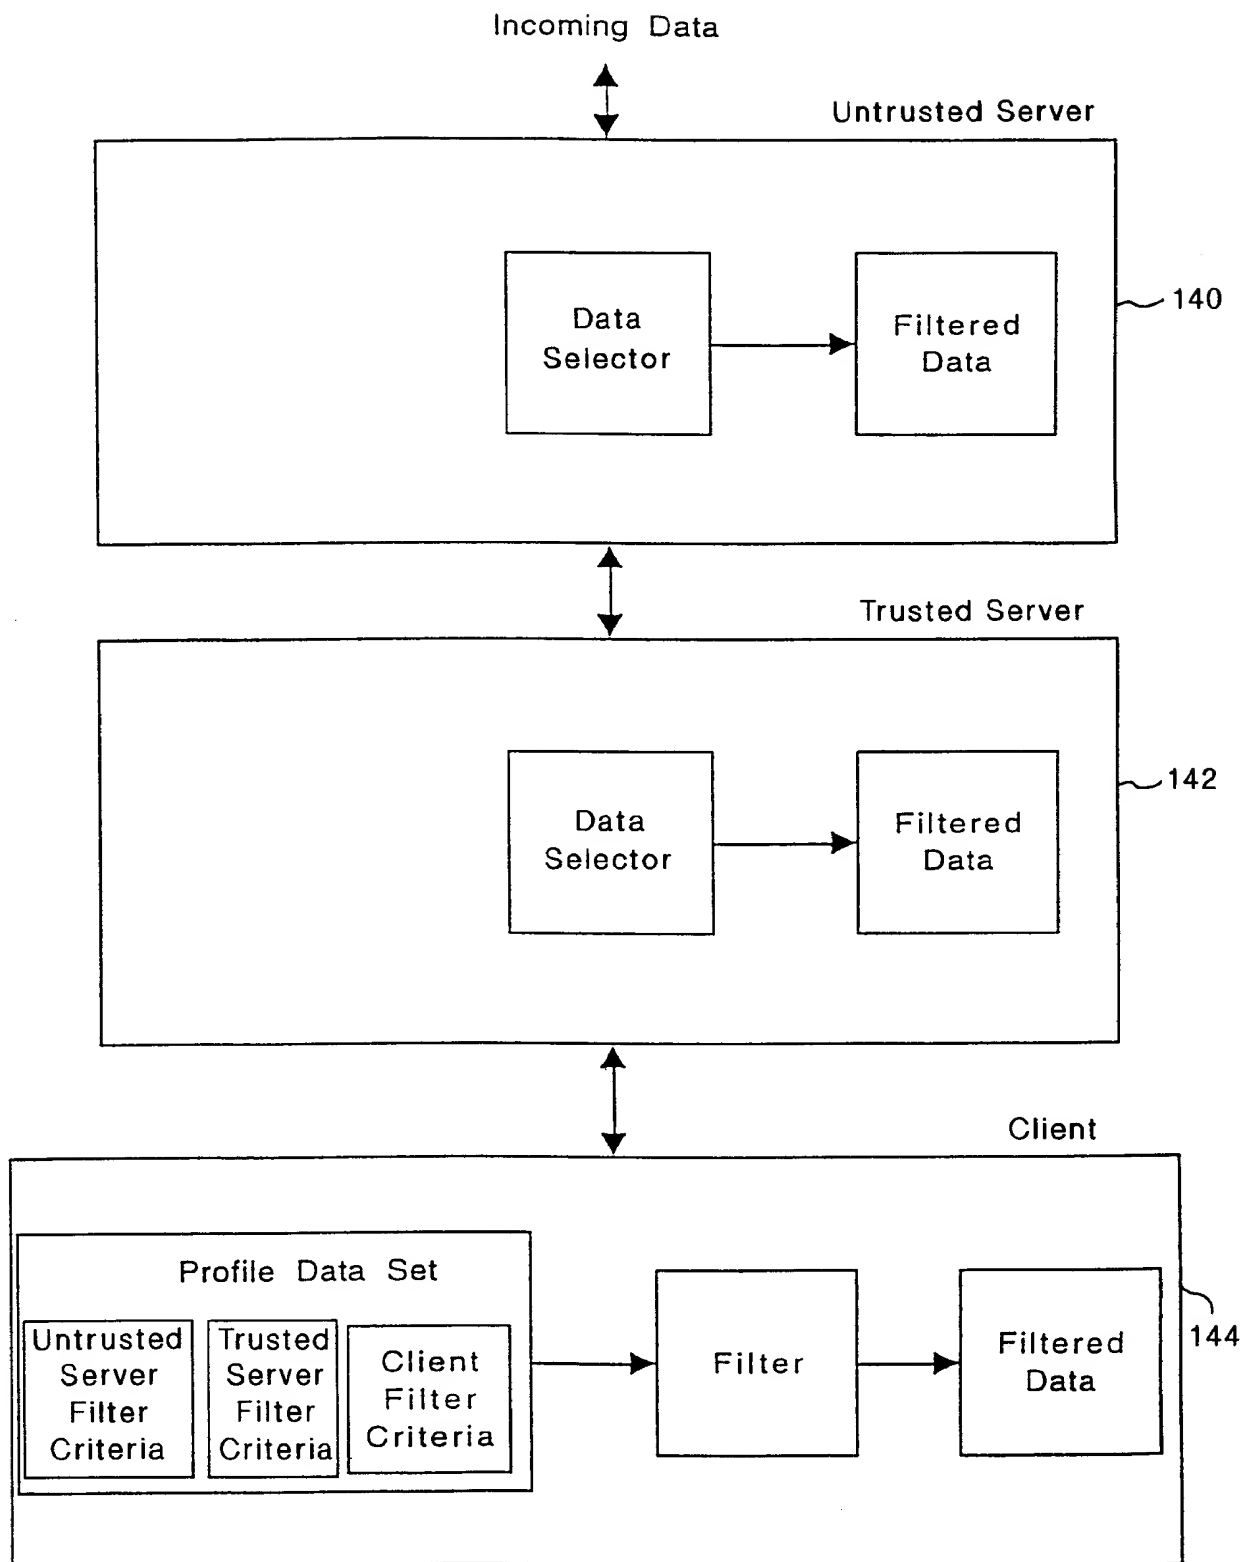 Incoming Data
Untrusted Server
Data
Selector
Filtered
Data
140
Trusted Server
Data
Selector
Filtered
Data
142
Client
Profile Data Set
Untrusted
Server
Filter
Criteria
Trusted
Server
Filter
Criteria
Client
Filter
Criteria
Filter
Filtered
Data
144